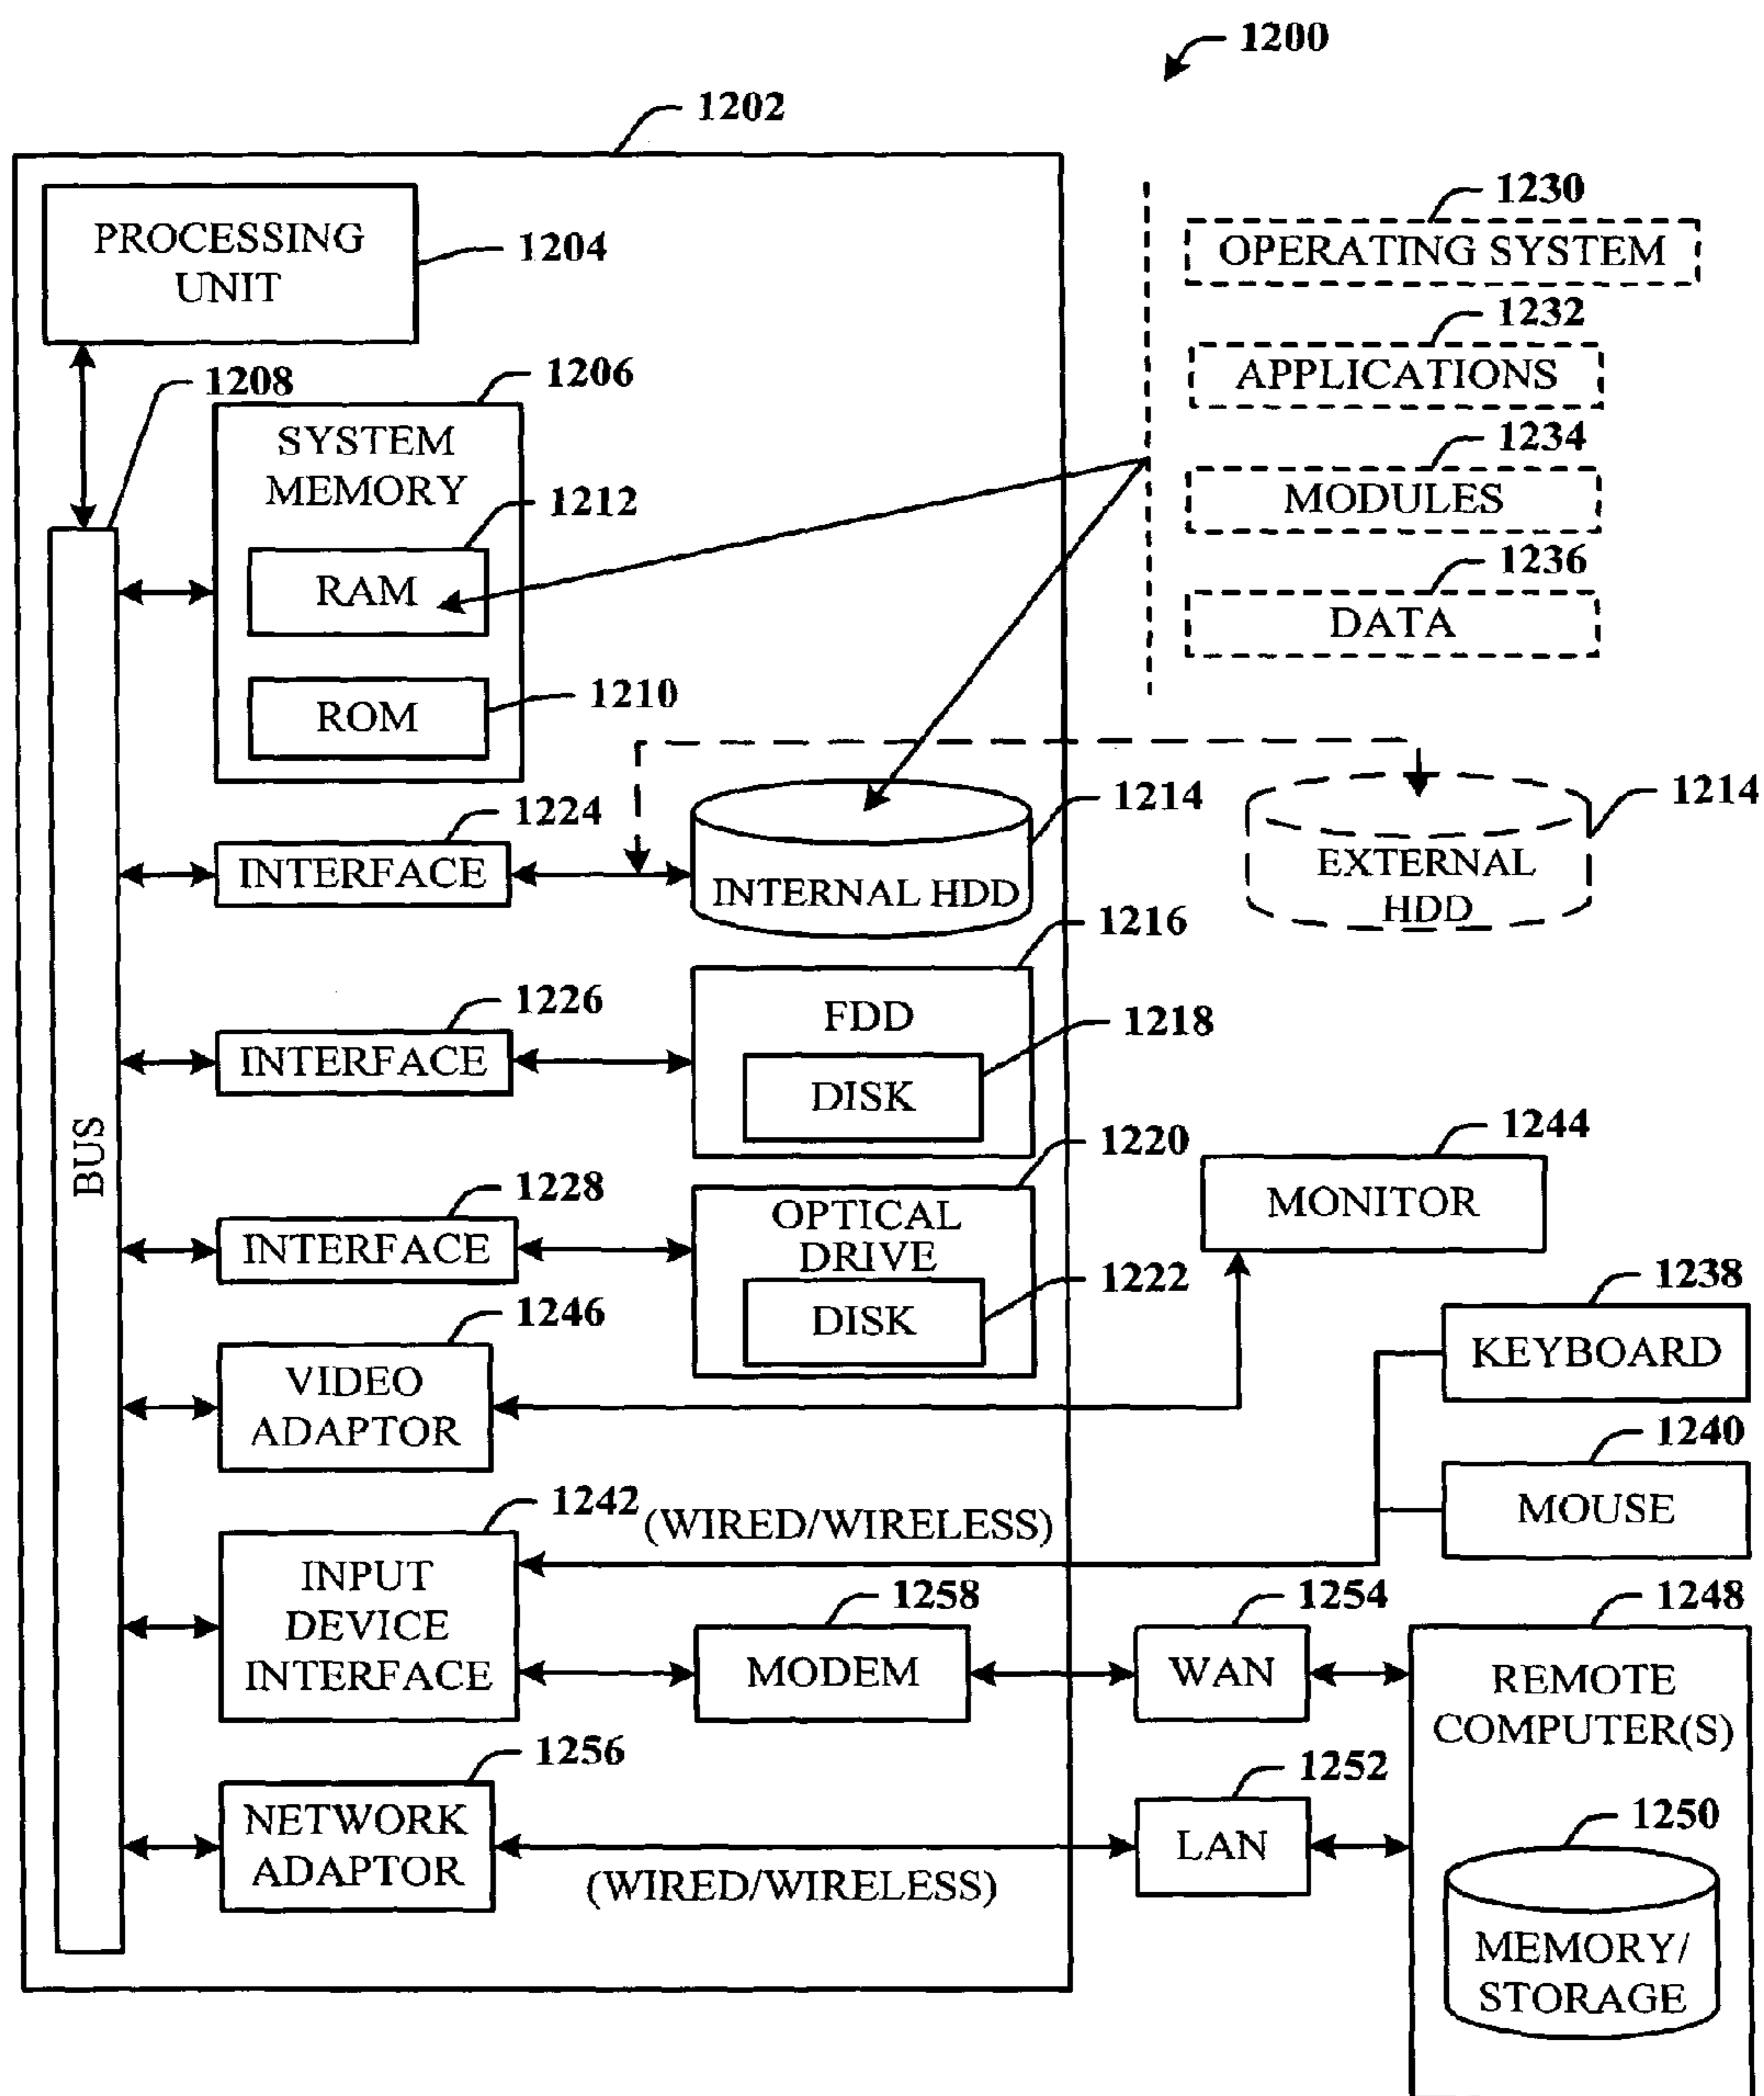 1200
1202
PROCESSING
UNIT
1204
1230
OPERATING SYSTEM
1232
APPLICATIONS
1234
MODULES
1236
DATA
1208
1206
SYSTEM
MEMORY
1212
RAM
1210
ROM
1224
INTERFACE
1214
INTERNAL HDD
1214
EXTERNAL
HDD
1216
FDD
1218
DISK
1226
INTERFACE
BUS
1220
OPTICAL
DRIVE
1222
DISK
1228
INTERFACE
1244
MONITOR
1246
VIDEO
ADAPTOR
1238
KEYBOARD
1240
MOUSE
1242
(WIRED/WIRELESS)
INPUT
DEVICE
INTERFACE
1258
MODEM
1254
WAN
1248
REMOTE
COMPUTER(S)
1256
NETWORK
ADAPTOR
(WIRED/WIRELESS)
1252
LAN
1250
MEMORY/
STORAGE